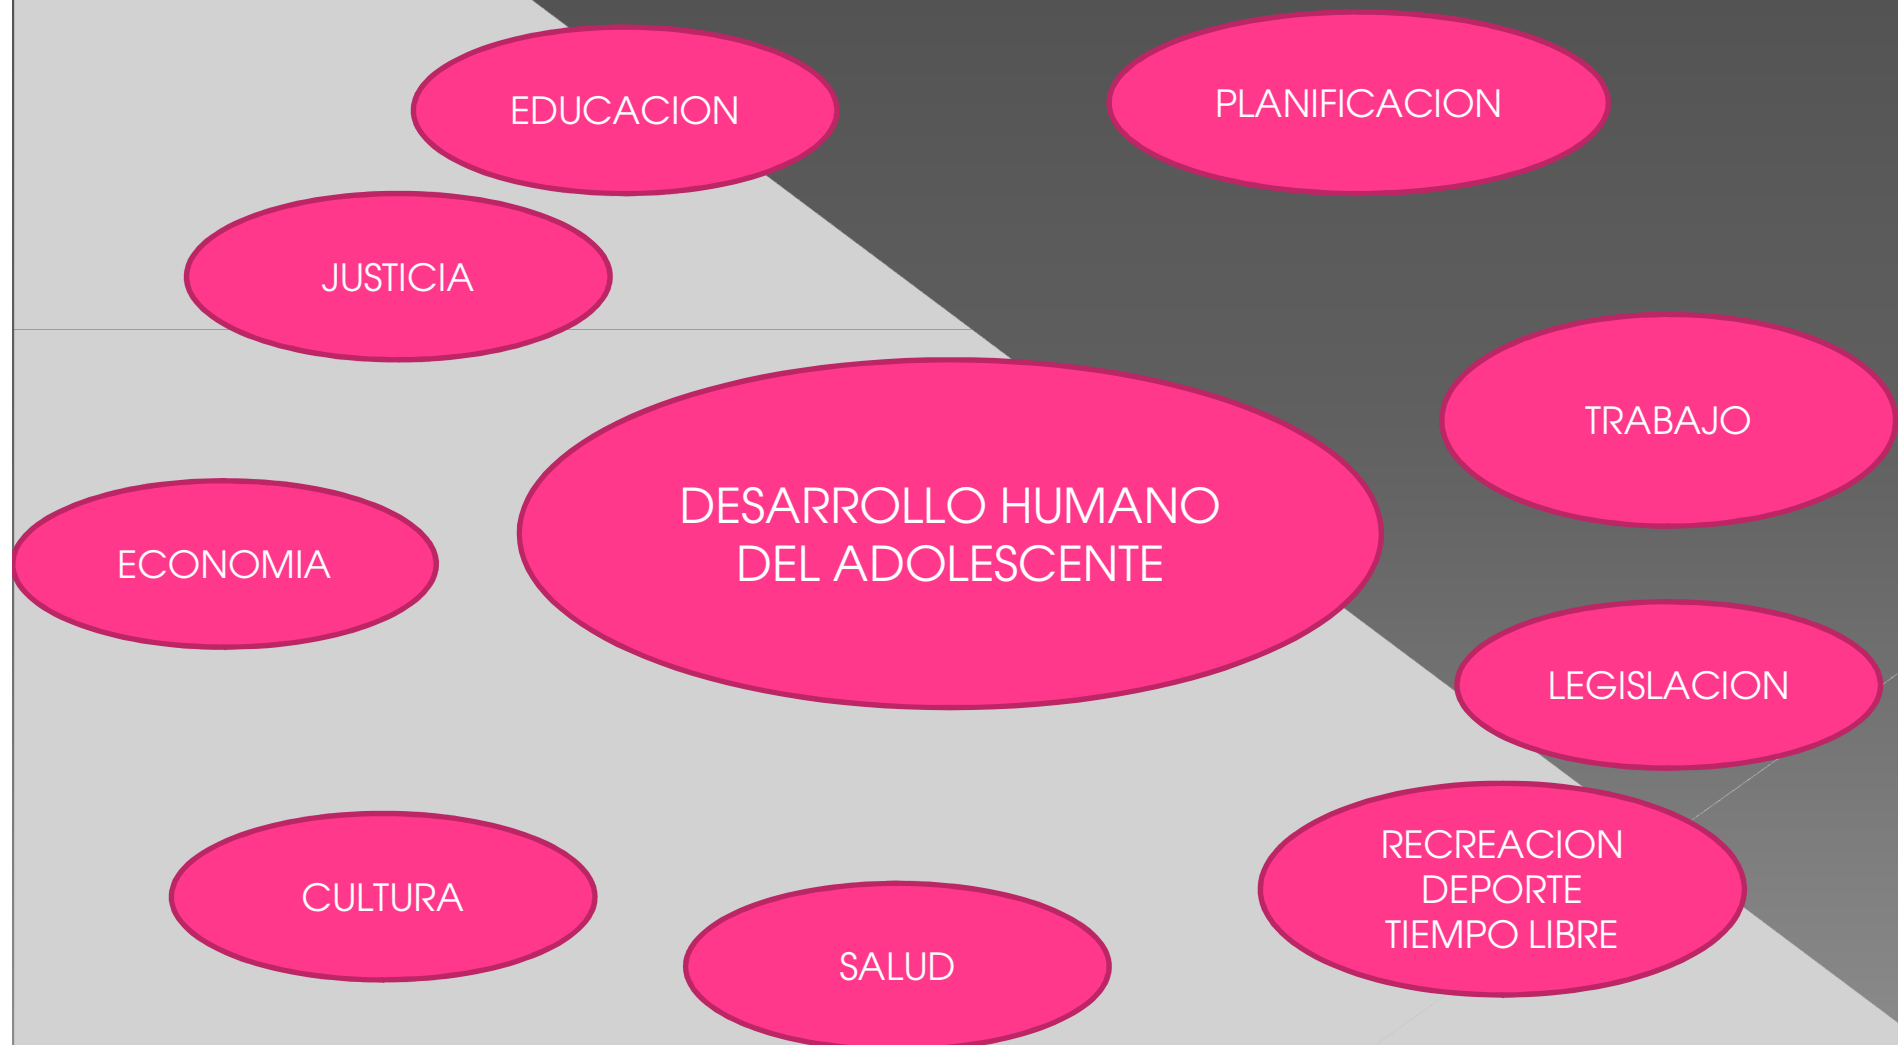 EDUCACION
PLANIFICACION
JUSTICIA
TRABAJO
DESARROLLO HUMANO
DEL ADOLESCENTE
ECONOMIA
LEGISLACION
RECREACION
DEPORTE
TIEMPO LIBRE
CULTURA
SALUD